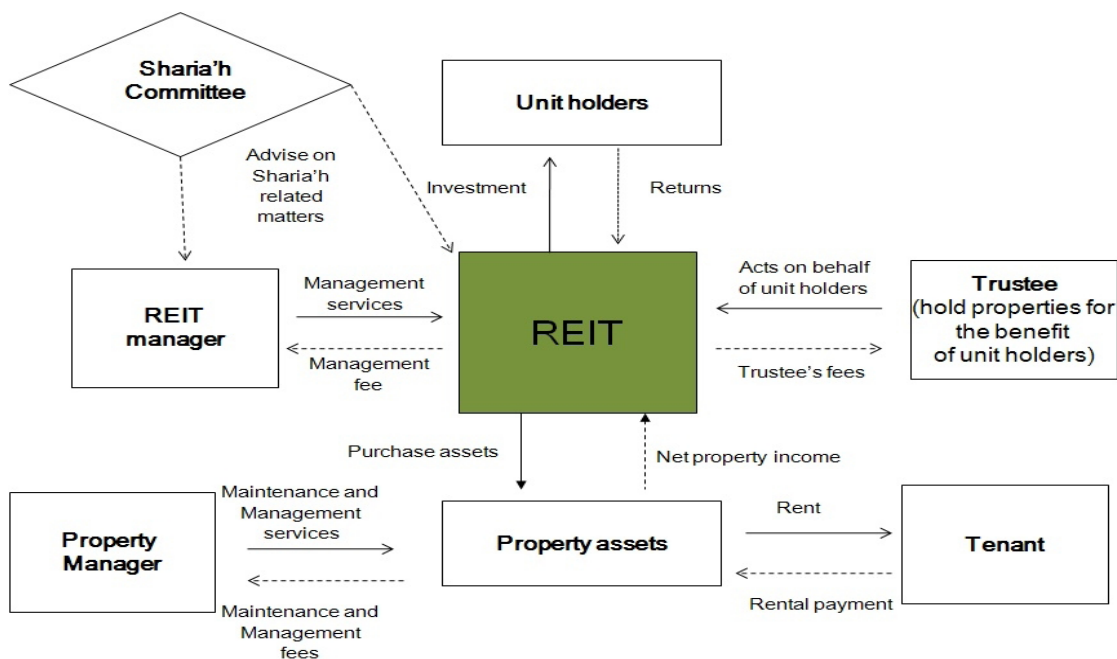 Sharia'h
Committee
Unit holders
Advise on
Sharia'h
related
matters
Investment
Returns
REIT
manager
Management
services
Management
fee
REIT
Acts on behalf
of unit holders
Trustee's fees
Trustee
(hold properties for
the benefit
of unit holders)
Purchase assets
Net property income
Property
Manager
Maintenance and
Management
services
Maintenance and
Management
fees
Property assets
Rent
Rental payment
Tenant